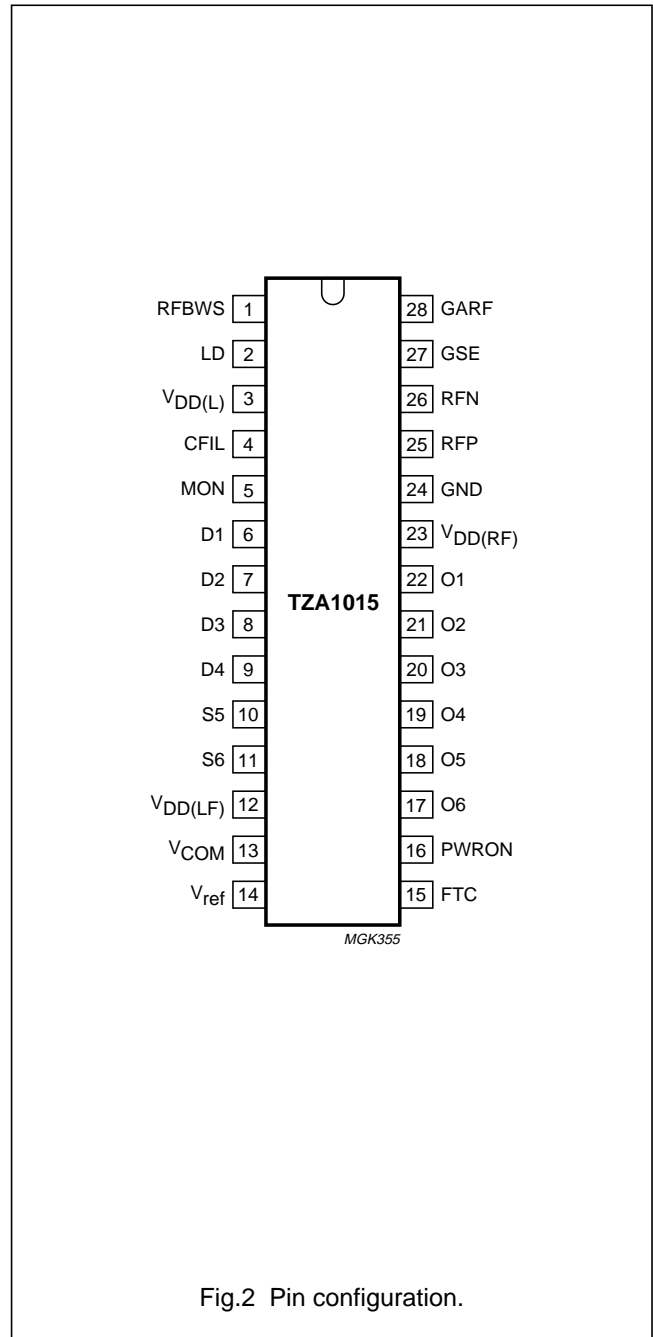 RFBWS 1
LD 2
VDD(L) 3
CFIL 4
MON 5
D1 6
D2 7
D3 8
D4 9
S5 10
S6 11
VDD(LF) 12
VCOM 13
Vref 14
TZA1015
28 GARF
27 GSE
26 RFN
25 RFP
24 GND
23 VDD(RF)
22 O1
21 O2
20 O3
19 O4
18 O5
17 O6
16 PWRON
15 FTC
MGK355
Fig.2 Pin configuration.